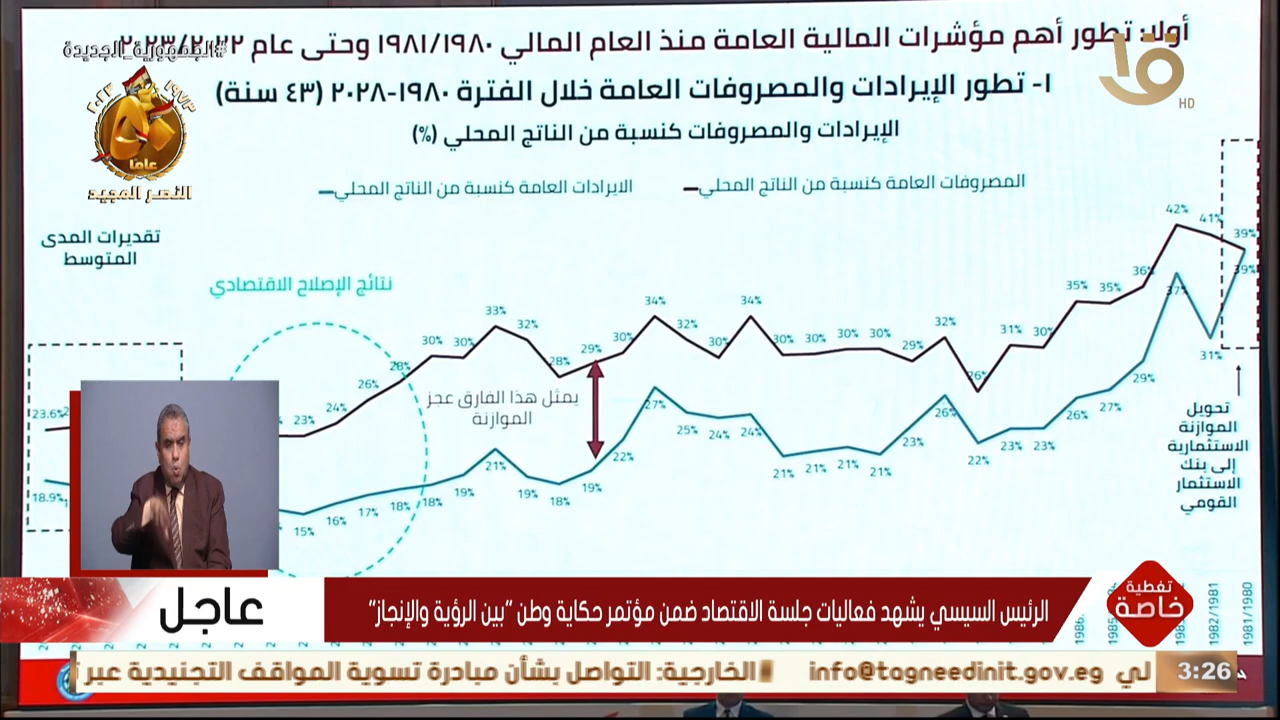 أولا: تطور أهم مؤشرات المالية العامة منذ العام المالي ١٩٨١/١٩٨٠ وحتى عام ٢٠٢٣/٢٠٢٢
#الجمهورية_الجديدة
HD
١٩٧٣
٢٠٢٣
٥٠
عاما
النصر المجيد
١- تطور الإيرادات والمصروفات العامة خلال الفترة ١٩٨٠-٢٠٢٨ (٤٣ سنة)
الإيرادات والمصروفات كنسبة من الناتج المحلي (%)
المصروفات العامة كنسبة من الناتج المحلي
الايرادات العامة كنسبة من الناتج المحلي
تقديرات المدى
المتوسط
نتائج الإصلاح الاقتصادي
39%
41%
42%
36%
35%
35%
30%
31%
26%
32%
29%
30%
30%
30%
30%
34%
30%
32%
34%
30%
29%
28%
32%
33%
30%
30%
28%
26%
24%
23%
23.6%
39%
31%
37%
29%
27%
26%
23%
23%
22%
26%
23%
21%
21%
21%
21%
24%
24%
25%
27%
22%
19%
18%
19%
21%
19%
18%
18%
17%
16%
15%
18.9%
يمثل هذا الفارق عجز
الموازنة
تحويل
الموازنة
الاستثمارية
إلى بنك
الاستثمار
القومي
1981/1980
1982/1981
تغطية
خاصة
عاجل
الرئيس السيسي يشهد فعاليات جلسة الاقتصاد ضمن مؤتمر حكاية وطن "بين الرؤية والإنجاز"
لي info@tagneedinit.gov.eg
الخارجية: التواصل بشأن مبادرة تسوية المواقف التجنيدية عبر
3:26